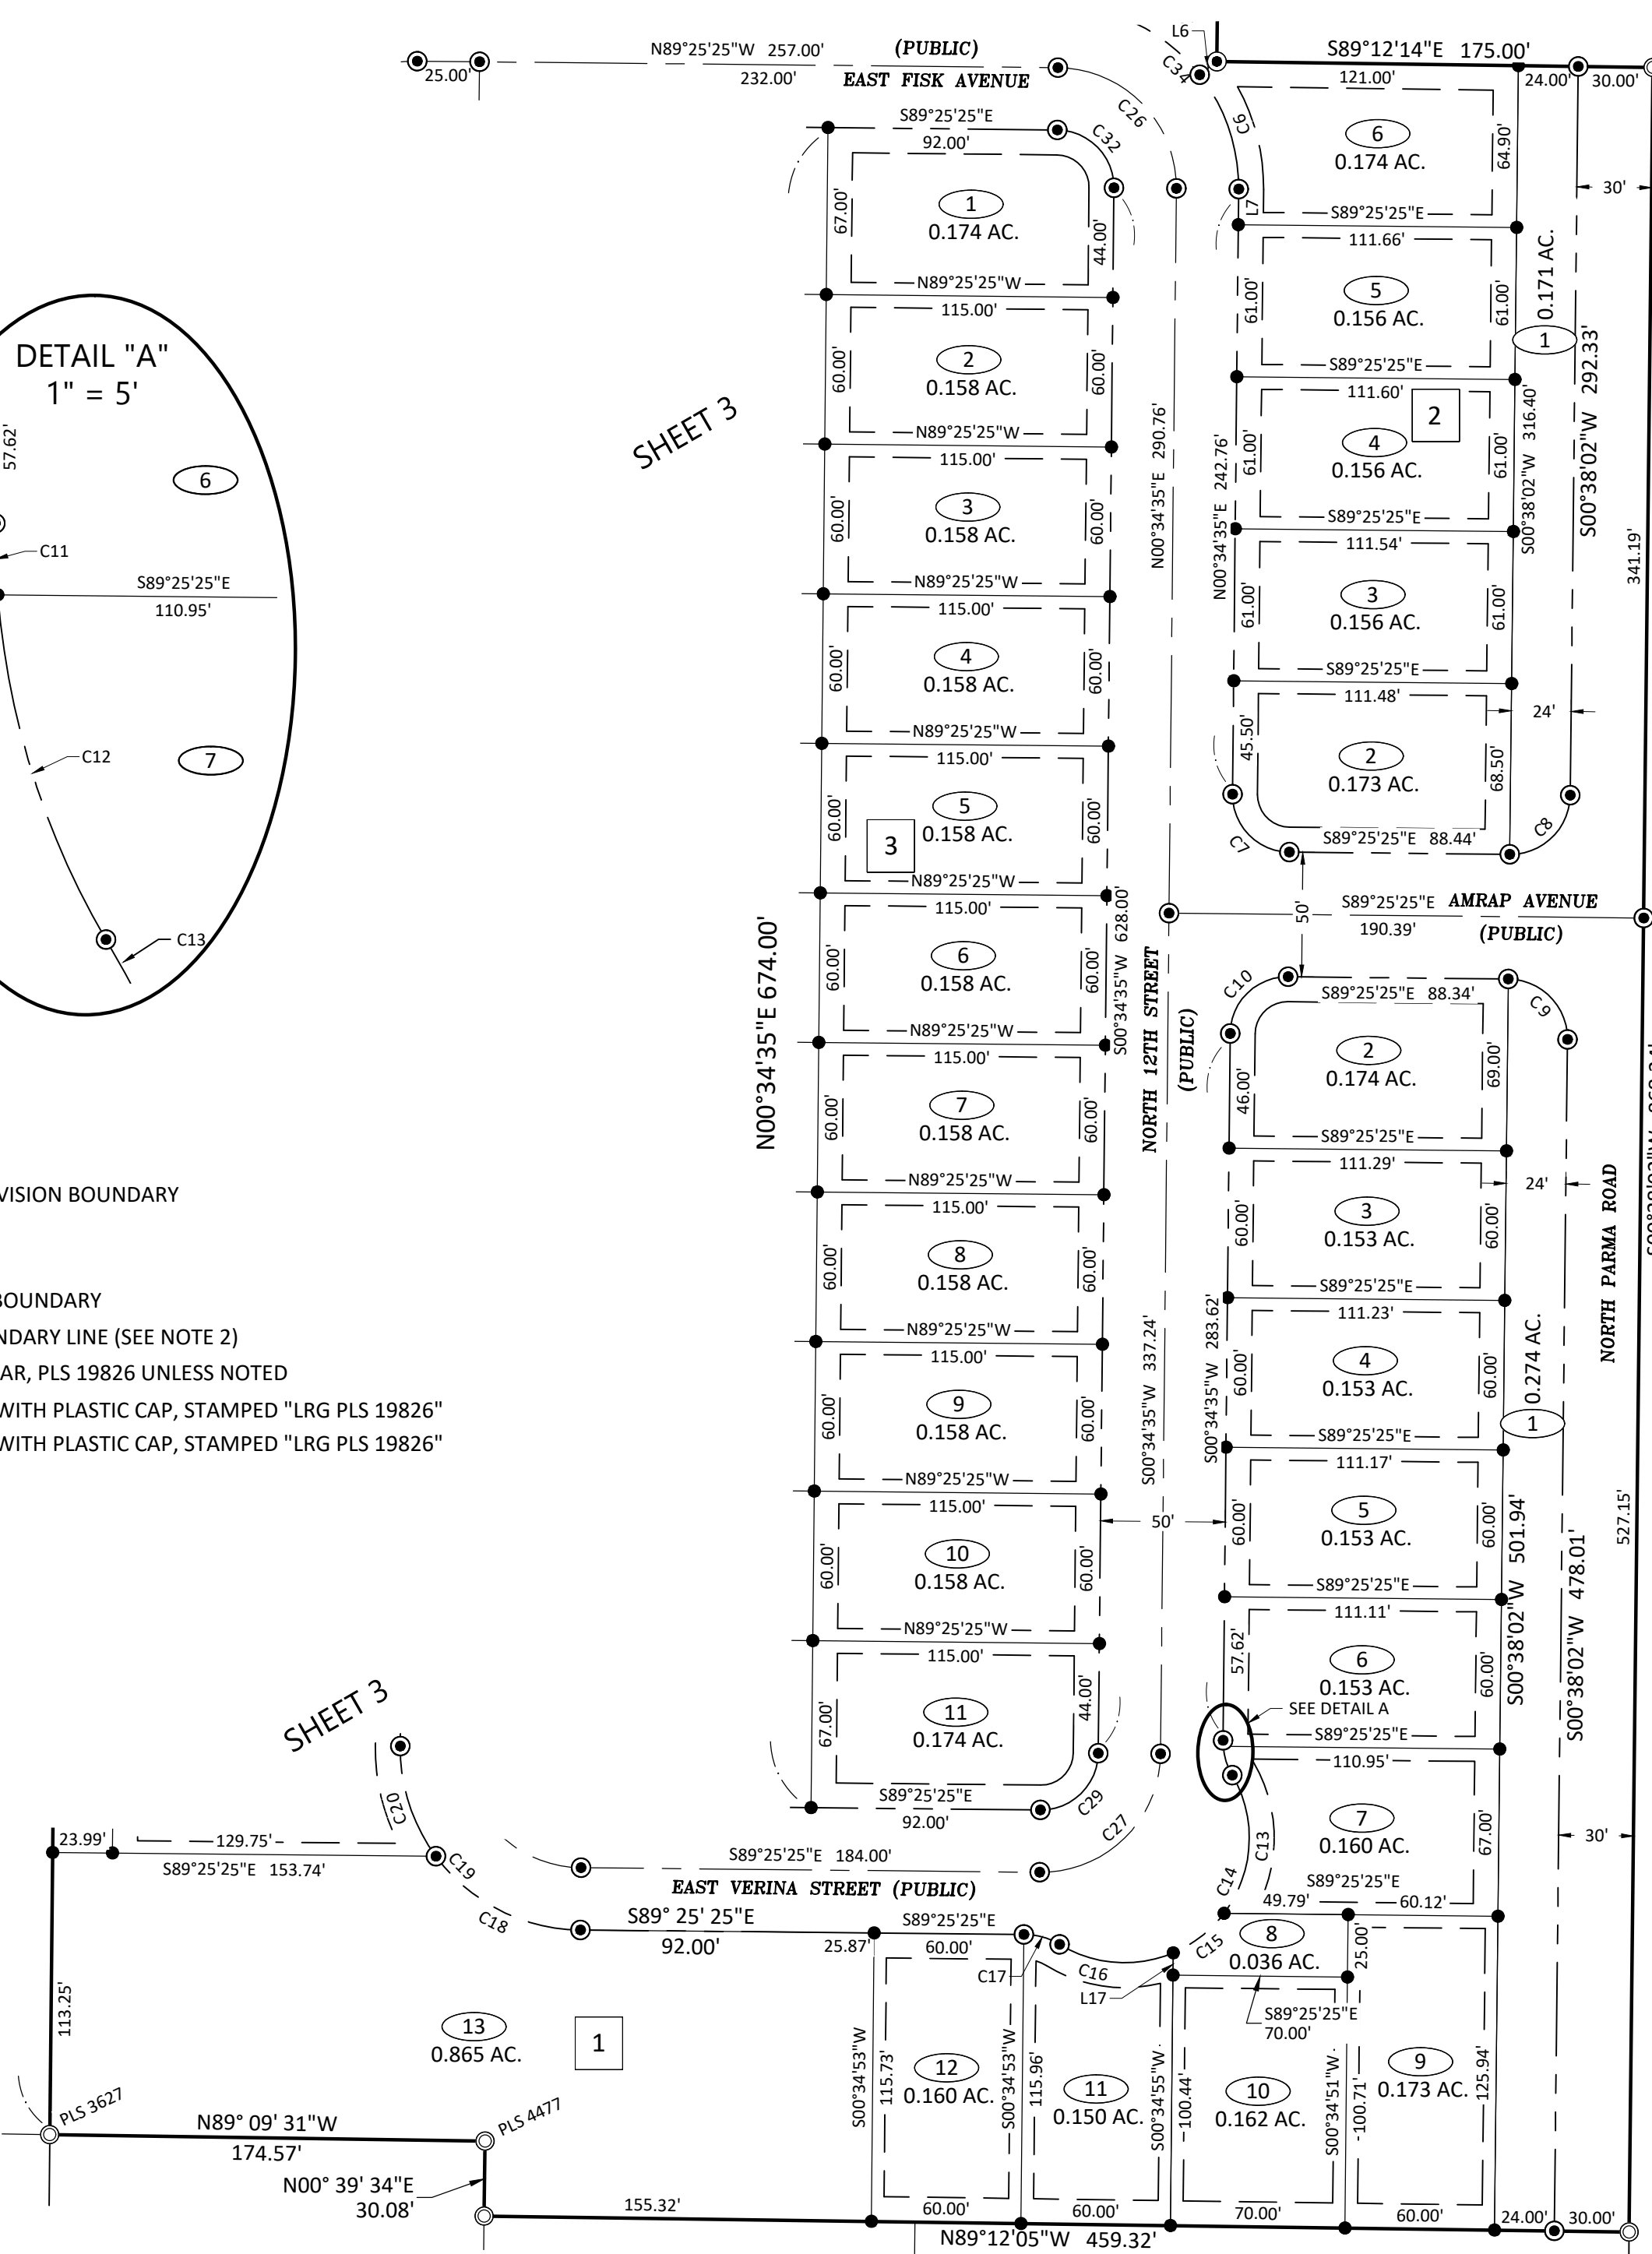 N89°25'25"W 257.00'
25.00'
232.00'
(PUBLIC)
EAST FISK AVENUE
C26
L6
C34
S89°12'14"E 175.00'
121.00'
24.00'
30.00'
C6
L7
S89°25'25"E
92.00'
C32
67.00'
1
0.174 AC.
44.00'
N89°25'25"W
115.00'
60.00'
2
0.158 AC.
60.00'
N89°25'25"W
115.00'
60.00'
3
0.158 AC.
60.00'
N89°25'25"W
115.00'
60.00'
4
0.158 AC.
60.00'
N89°25'25"W
115.00'
60.00'
5
0.158 AC.
60.00'
3
N89°25'25"W
115.00'
60.00'
6
0.158 AC.
60.00'
N89°25'25"W
115.00'
60.00'
7
0.158 AC.
60.00'
N89°25'25"W
115.00'
60.00'
8
0.158 AC.
60.00'
N89°25'25"W
115.00'
60.00'
9
0.158 AC.
60.00'
N89°25'25"W
115.00'
60.00'
10
0.158 AC.
60.00'
N89°25'25"W
115.00'
67.00'
11
0.174 AC.
44.00'
S89°25'25"E
92.00'
C29
C27
N00°34'35"E 674.00'
S00°34'35"W 628.00'
N00°34'35"E 290.76'
NORTH 12TH STREET
(PUBLIC)
S00°34'35"W 337.24'
50'
SHEET 3
DETAIL "A"
1" = 5'
57.62'
6
C11
S89°25'25"E
110.95'
C12
7
C13
VISION BOUNDARY
BOUNDARY
NDARY LINE (SEE NOTE 2)
AR, PLS 19826 UNLESS NOTED
WITH PLASTIC CAP, STAMPED "LRG PLS 19826"
WITH PLASTIC CAP, STAMPED "LRG PLS 19826"
6
0.174 AC.
64.90'
30'
S89°25'25"E
111.66'
61.00'
5
0.156 AC.
61.00'
0.171 AC.
1
S89°25'25"E
111.60'
2
61.00'
4
0.156 AC.
61.00'
S89°25'25"E
111.54'
61.00'
3
0.156 AC.
61.00'
S89°25'25"E
111.48'
45.50'
2
0.173 AC.
68.50'
24'
S89°25'25"E 88.44'
C7
C8
N00°34'35"E 242.76'
S00°38'02"W 316.40'
S00°38'02"W 292.33'
341.19'
50'
S89°25'25"E AMRAP AVENUE
190.39'
(PUBLIC)
C10
S89°25'25"E 88.34'
C9
46.00'
2
0.174 AC.
69.00'
S89°25'25"E
111.29'
24'
60.00'
3
0.153 AC.
60.00'
S89°25'25"E
111.23'
60.00'
4
0.153 AC.
60.00'
S89°25'25"E
111.17'
60.00'
5
0.153 AC.
60.00'
S89°25'25"E
111.11'
57.62'
6
0.153 AC.
60.00'
SEE DETAIL A
S89°25'25"E
110.95'
C13
7
0.160 AC.
67.00'
30'
S89°25'25"E
49.79'
60.12'
C14
S00°34'35"W 283.62'
0.274 AC.
1
NORTH PARMA ROAD
S00°38'02"W 501.94'
S00°38'02"W 478.01'
527.15'
SHEET 3
C20
C19
C18
23.99'
129.75'
S89°25'25"E 153.74'
S89°25'25"E 184.00'
EAST VERINA STREET (PUBLIC)
S89° 25' 25"E
92.00'
25.87'
S89°25'25"E
60.00'
C17
C16
C15
L17
8
0.036 AC.
25.00'
S89°25'25"E
70.00'
113.25'
13
0.865 AC.
1
S00°34'53"W
115.73'
12
0.160 AC.
S00°34'53"W
115.96'
11
0.150 AC.
S00°34'55"W
100.44'
10
0.162 AC.
S00°34'51"W
100.71'
9
0.173 AC.
125.94'
PLS 3627
PLS 4477
N89° 09' 31"W
174.57'
N00° 39' 34"E
30.08'
155.32'
60.00'
60.00'
70.00'
60.00'
24.00'
30.00'
N89°12'05"W 459.32'